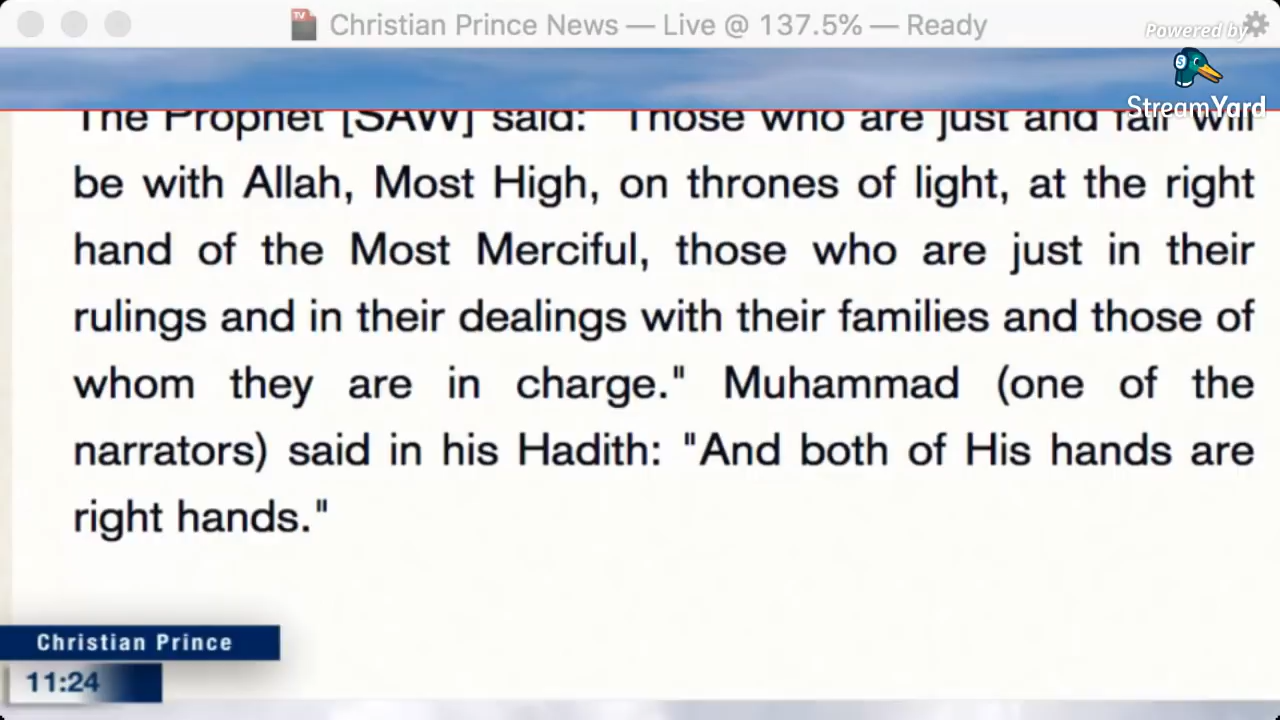 Christian Prince News — Live @ 137.5% — Ready
Powered by
StreamYard
The Prophet [SAW] said: "Those who are just and fair will
be with Allah, Most High, on thrones of light, at the right
hand of the Most Merciful, those who are just in their
rulings and in their dealings with their families and those of
whom they are in charge." Muhammad (one of the
narrators) said in his Hadith: "And both of His hands are
right hands."
Christian Prince
11:24